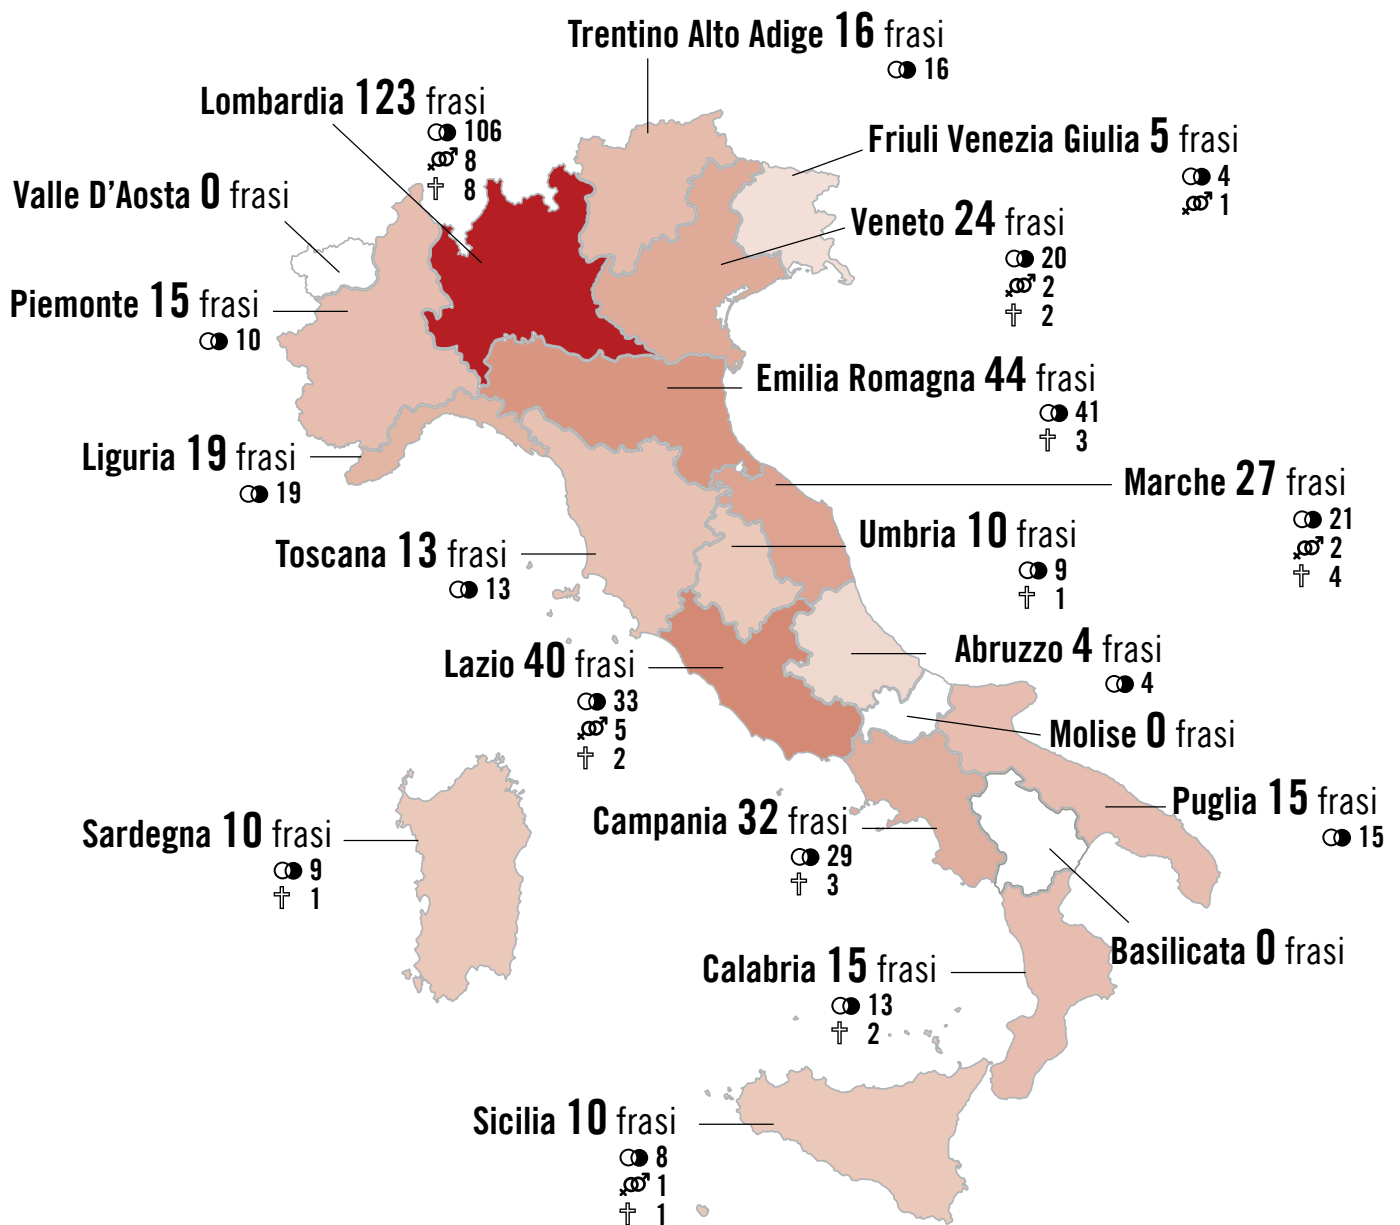 Trentino Alto Adige 16 frasi
16
Lombardia 123 frasi
106
8
8
Friuli Venezia Giulia 5 frasi
4
1
Valle D'Aosta 0 frasi
Veneto 24 frasi
20
2
2
Piemonte 15 frasi
10
Emilia Romagna 44 frasi
41
3
Liguria 19 frasi
19
Marche 27 frasi
21
2
4
Toscana 13 frasi
13
Umbria 10 frasi
9
1
Lazio 40 frasi
33
5
2
Abruzzo 4 frasi
4
Molise 0 frasi
Puglia 15 frasi
15
Sardegna 10 frasi
9
1
Campania 32 frasi
29
3
Basilicata 0 frasi
Calabria 15 frasi
13
2
Sicilia 10 frasi
8
1
1